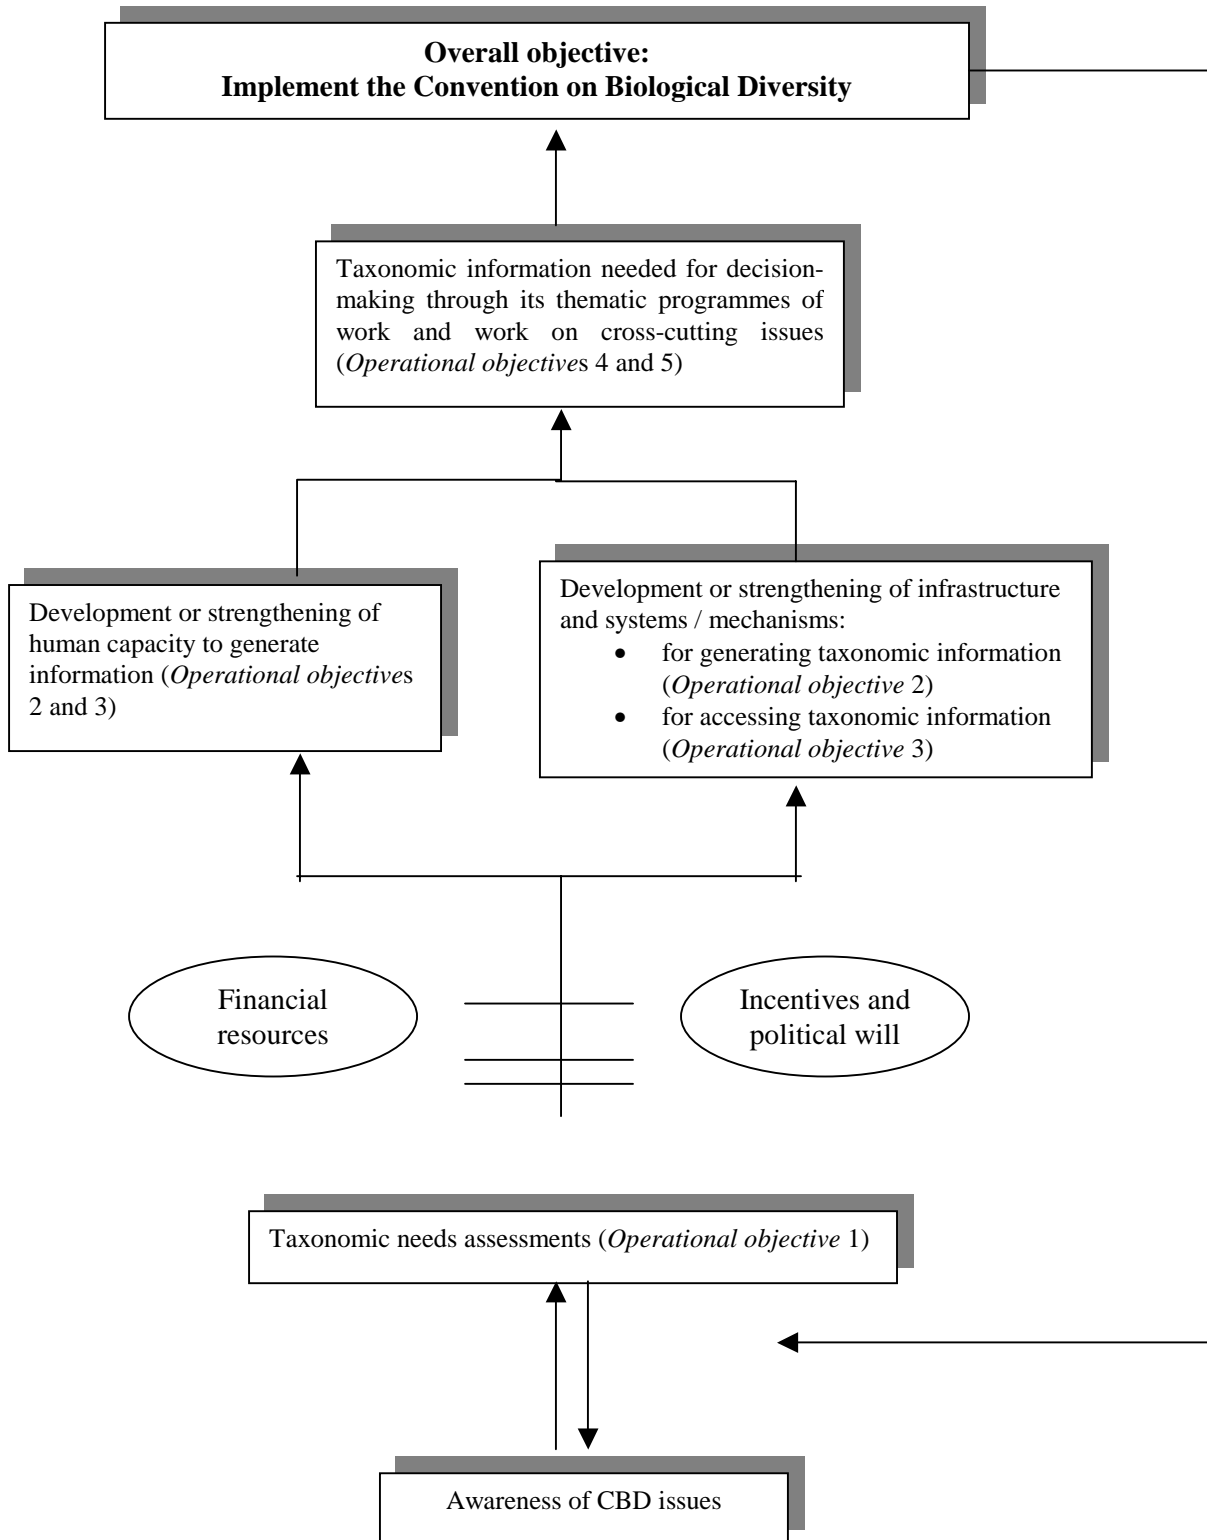 Overall objective:
Implement the Convention on Biological Diversity
Taxonomic information needed for decision-
making through its thematic programmes of
work and work on cross-cutting issues
(Operational objectives 4 and 5)
Development or strengthening of
human capacity to generate
information (Operational objectives
2 and 3)
Development or strengthening of infrastructure
and systems / mechanisms:
• for generating taxonomic information
(Operational objective 2)
• for accessing taxonomic information
(Operational objective 3)
Financial
resources
Incentives and
political will
Taxonomic needs assessments (Operational objective 1)
Awareness of CBD issues